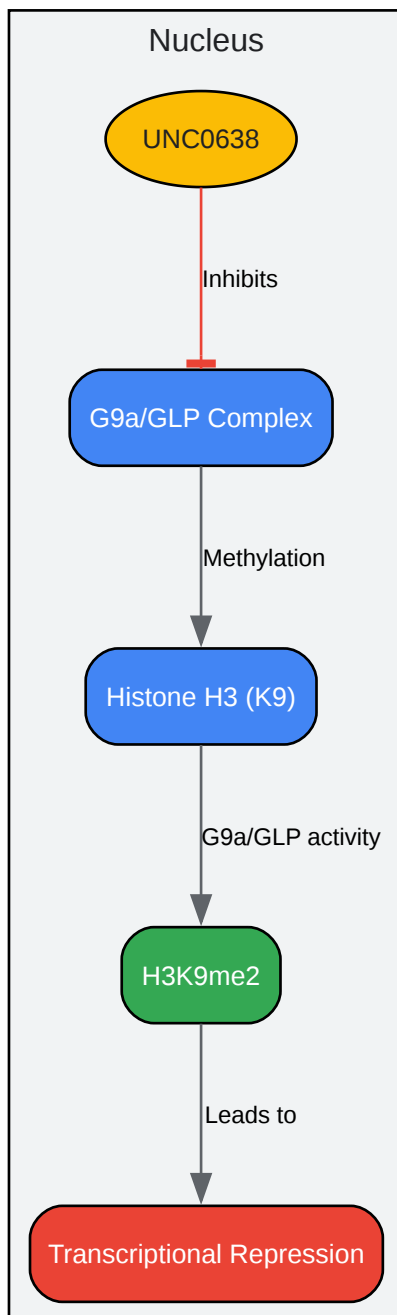 Nucleus
UNC0638
Inhibits
G9a/GLP Complex
Methylation
Histone H3 (K9)
G9a/GLP activity
H3K9me2
Leads to
Transcriptional Repression